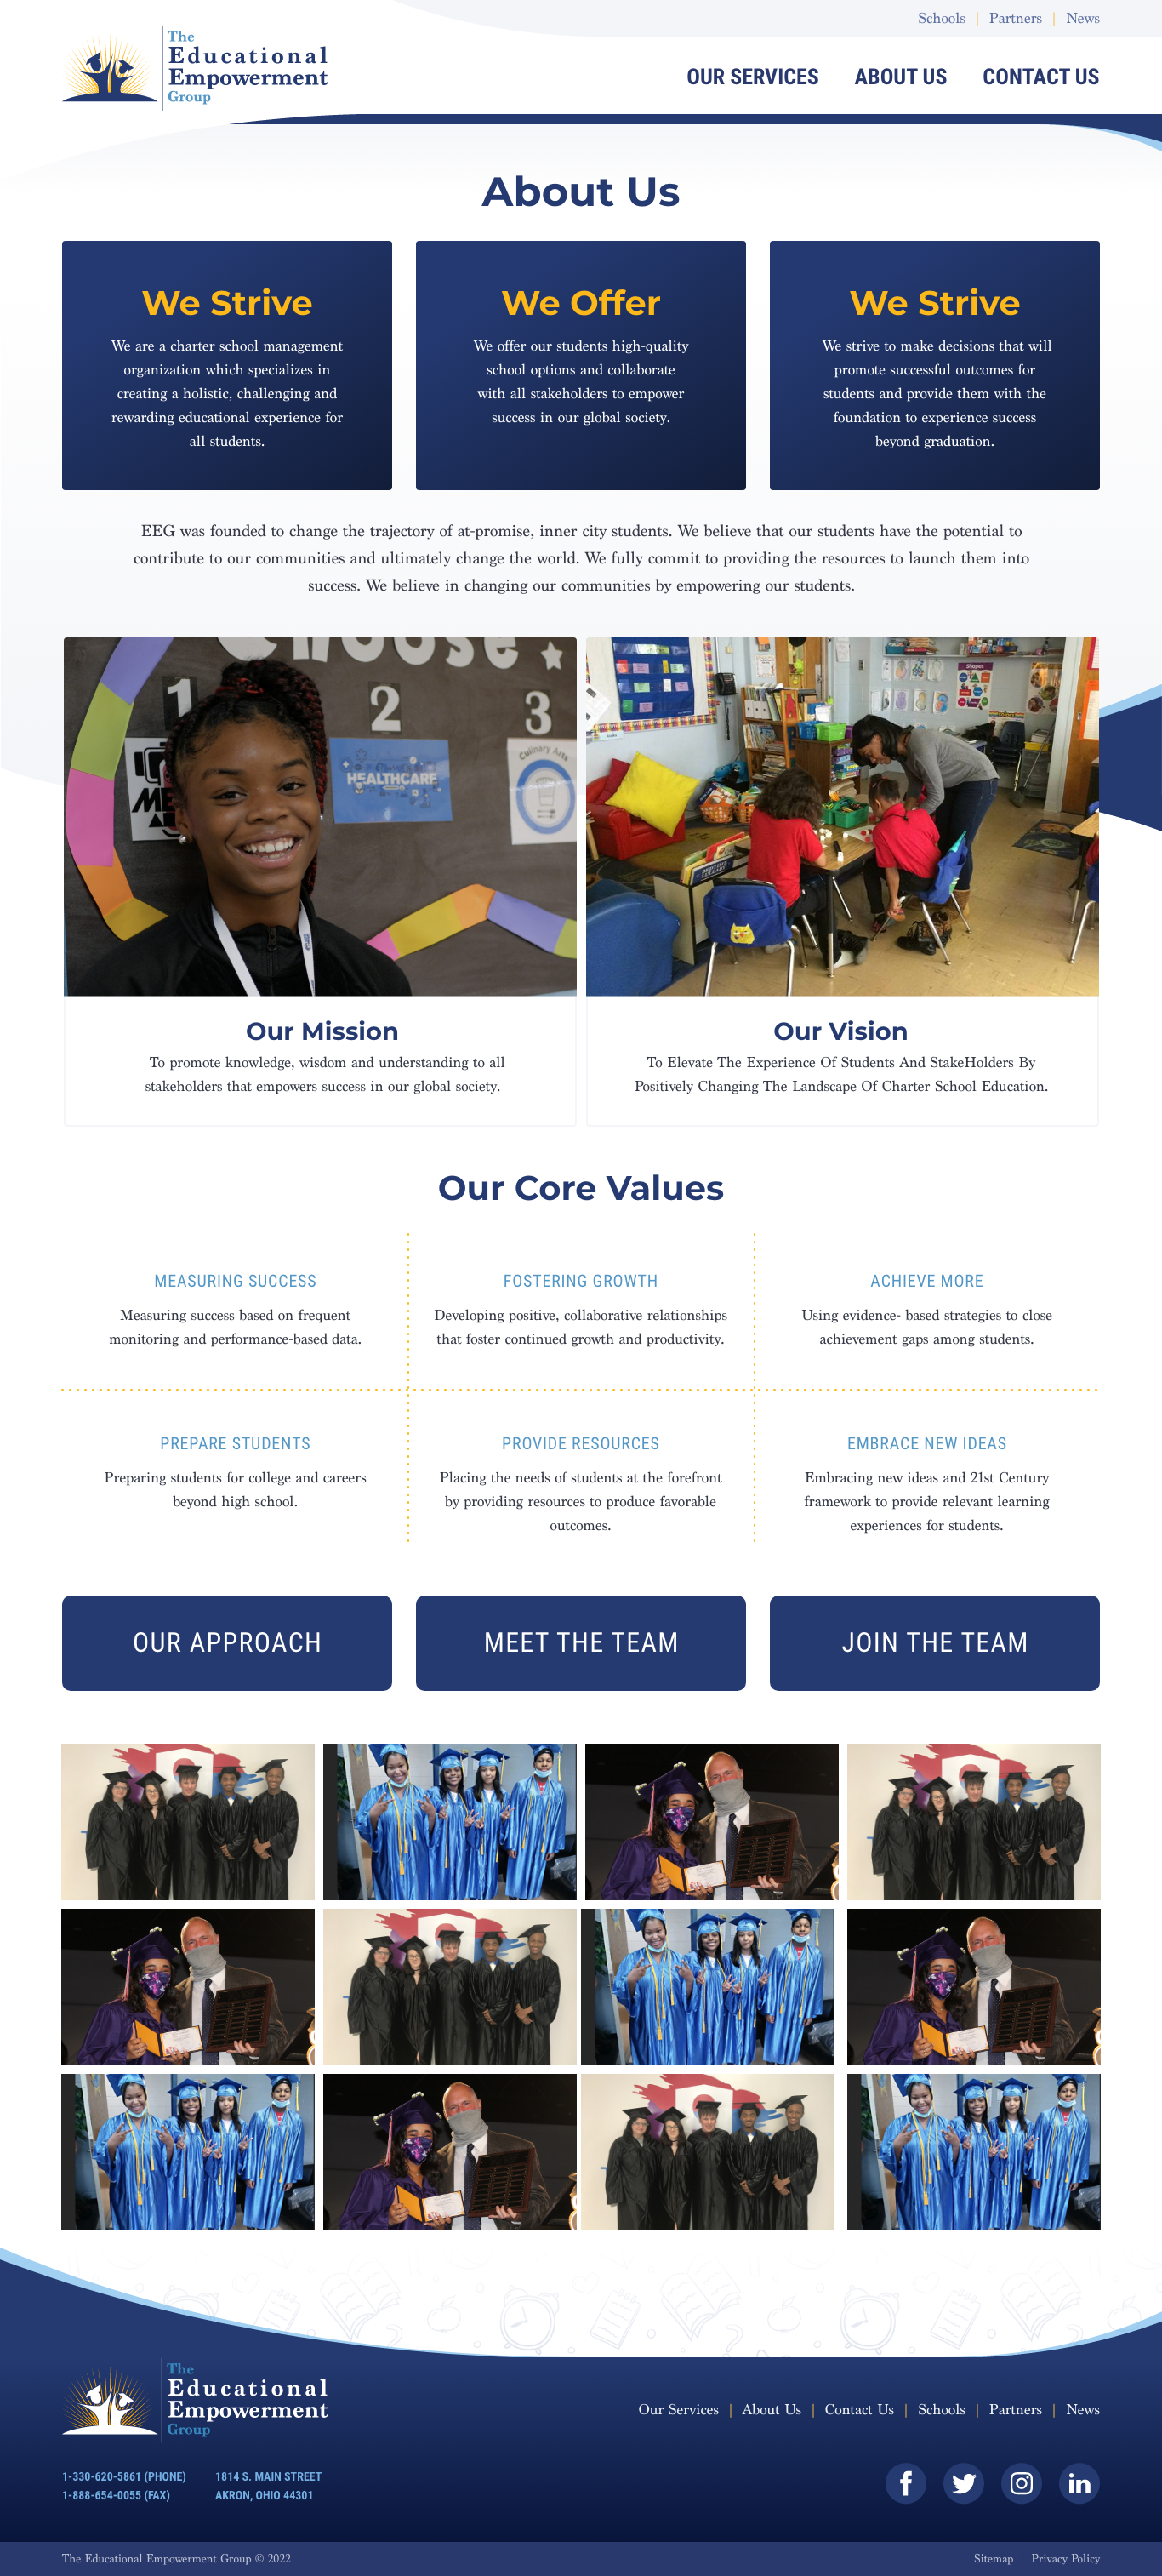 Schools | Partners | News
The
Educational
Empowerment
Group
OUR SERVICES ABOUT US CONTACT US
About Us
We Strive
We are a charter school management
organization which specializes in
creating a holistic, challenging and
rewarding educational experience for
all students.
We Offer
We offer our students high-quality
school options and collaborate
with all stakeholders to empower
success in our global society.
We Strive
We strive to make decisions that will
promote successful outcomes for
students and provide them with the
foundation to experience success
beyond graduation.
EEG was founded to change the trajectory of at-promise, inner city students. We believe that our students have the potential to
contribute to our communities and ultimately change the world. We fully commit to providing the resources to launch them into
success. We believe in changing our communities by empowering our students.
Choose
1
2
3
HEALTHCARE
Culinary Arts
Shapes
Our Mission
To promote knowledge, wisdom and understanding to all
stakeholders that empowers success in our global society.
Our Vision
To Elevate The Experience Of Students And StakeHolders By
Positively Changing The Landscape Of Charter School Education.
Our Core Values
MEASURING SUCCESS
Measuring success based on frequent
monitoring and performance-based data.
FOSTERING GROWTH
Developing positive, collaborative relationships
that foster continued growth and productivity.
ACHIEVE MORE
Using evidence- based strategies to close
achievement gaps among students.
PREPARE STUDENTS
Preparing students for college and careers
beyond high school.
PROVIDE RESOURCES
Placing the needs of students at the forefront
by providing resources to produce favorable
outcomes.
EMBRACE NEW IDEAS
Embracing new ideas and 21st Century
framework to provide relevant learning
experiences for students.
OUR APPROACH
MEET THE TEAM
JOIN THE TEAM
The
Educational
Empowerment
Group
Our Services | About Us | Contact Us | Schools | Partners | News
1-330-620-5861 (PHONE)
1-888-654-0055 (FAX)
1814 S. MAIN STREET
AKRON, OHIO 44301
The Educational Empowerment Group © 2022
Sitemap | Privacy Policy